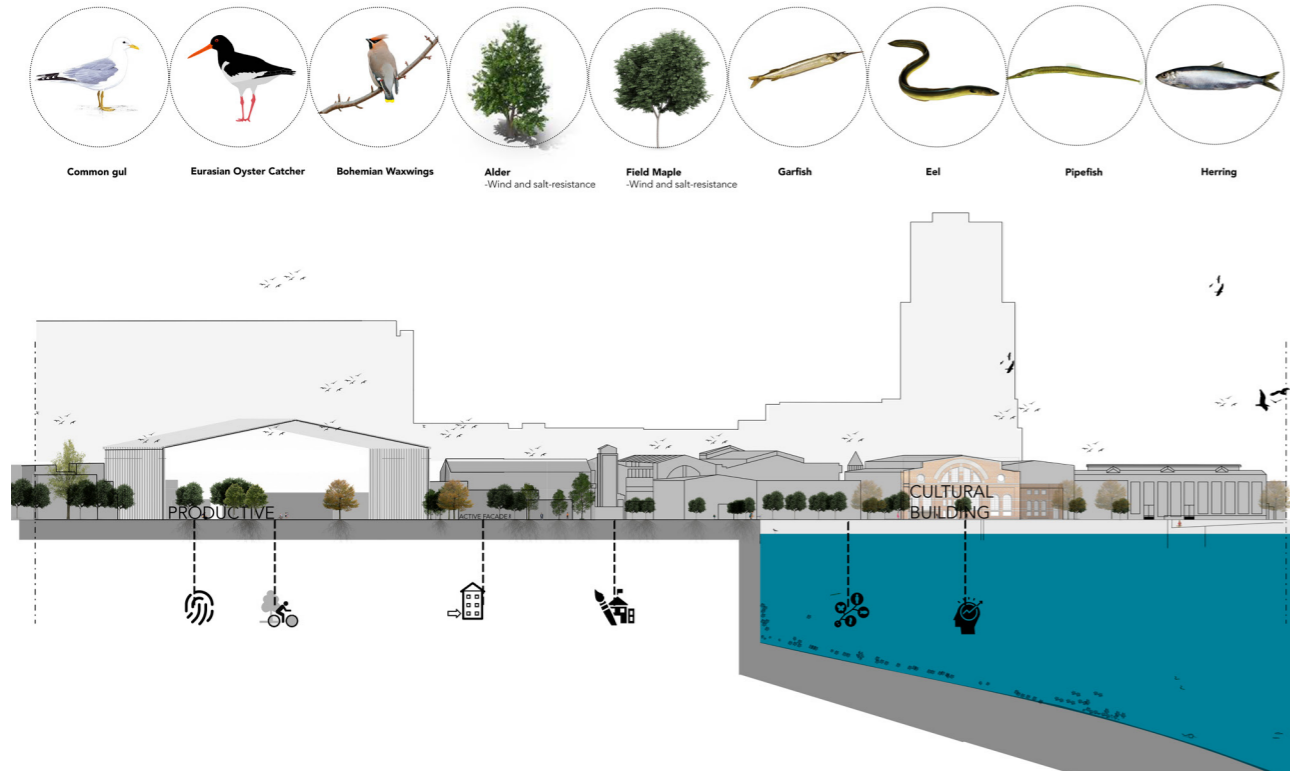 Common gul
Eurasian Oyster Catcher
Bohemian Waxwings
Alder
-Wind and salt-resistance
Field Maple
-Wind and salt-resistance
Garfish
Eel
Pipefish
Herring
PRODUCTIVE
ACTIVE FACADE
CULTURAL
BUILDING